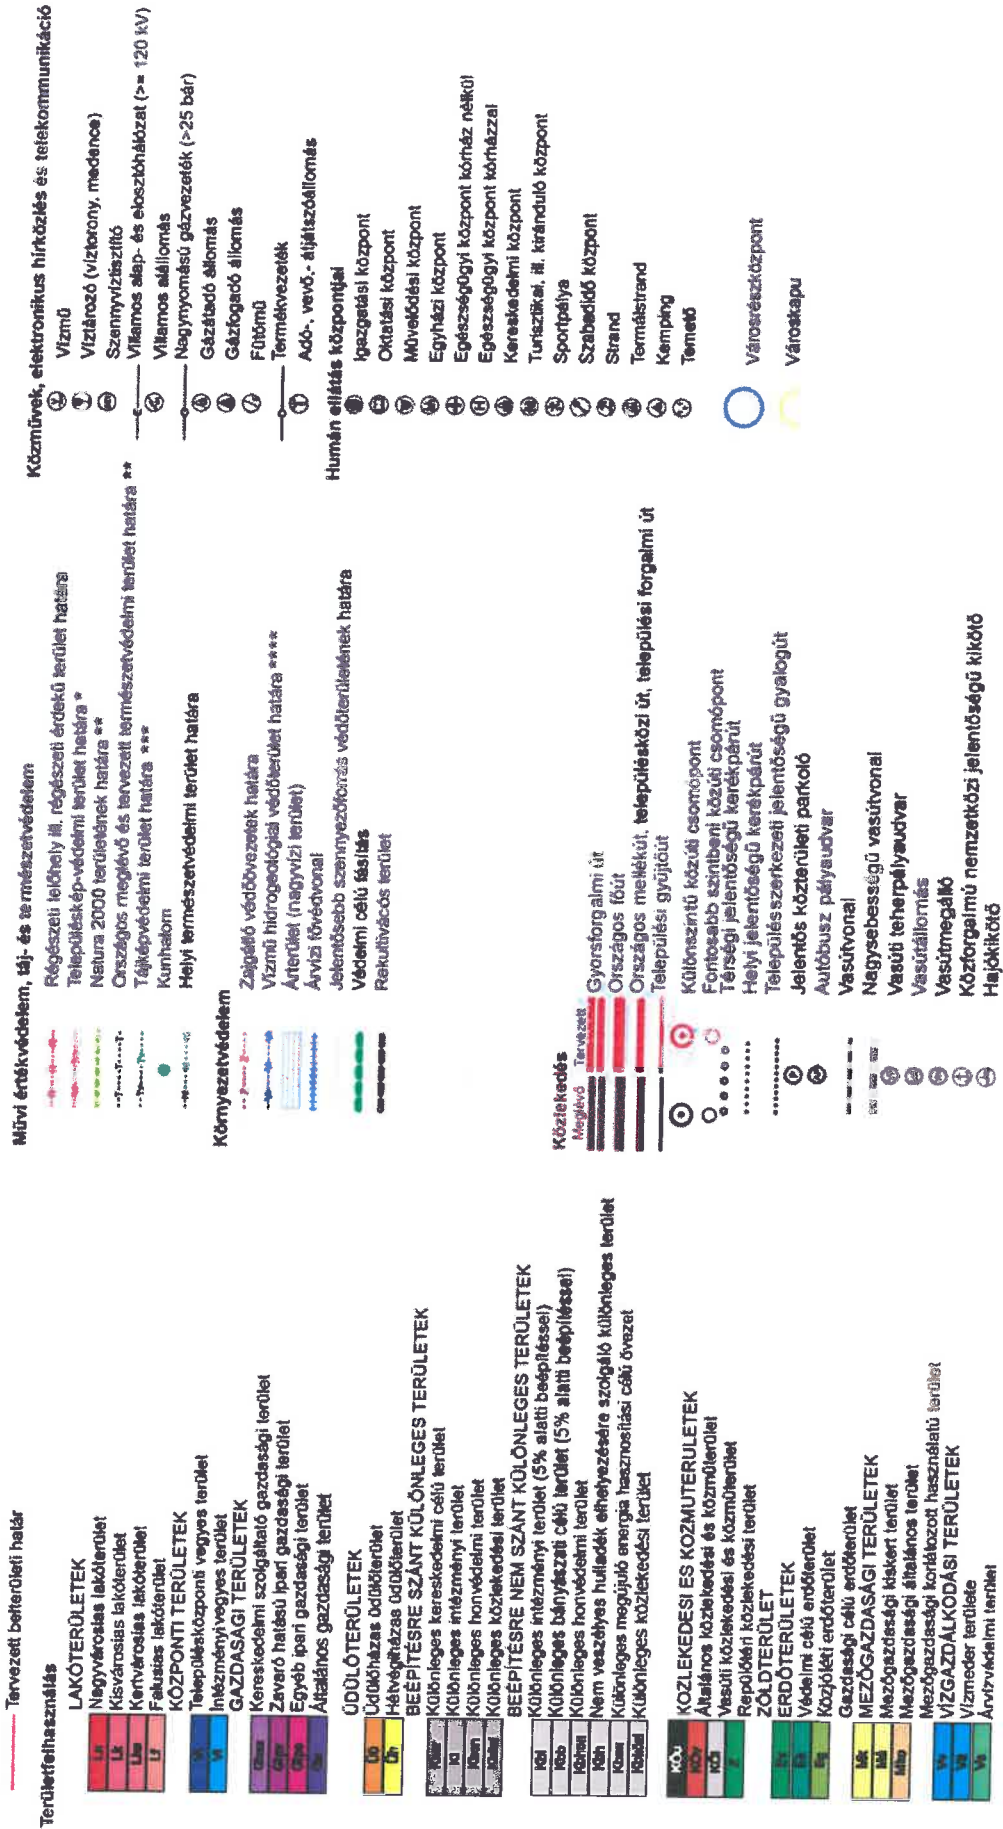 Tervezett belterületi határ
Területfelhasználás
LAKÓTERÜLETEK
Ln Nagyvárosias lakóterület
Lk Kisvárosias lakóterület
Kertvárosias lakóterület
Lf Falusias lakóterület
KÖZPONTI TERÜLETEK
Vt Településközponti vegyes terület
Vi Intézményi vegyes terület
GAZDASÁGI TERÜLETEK
Kereskedelmi szolgáltató gazdasági terület
Zavaró hatású ipari gazdasági terület
Egyéb ipari gazdasági terület
Általános gazdasági terület
ÜDÜLŐTERÜLETEK
Üü Üdülőházas üdülőterület
Üh Hétvégiházas üdülőterület
BEÉPÍTÉSRE SZÁNT KÜLÖNLEGES TERÜLETEK
Különleges kereskedelmi célú terület
KI Különleges intézményi terület
Különleges honvédelmi terület
Különleges közlekedési terület
BEÉPÍTÉSRE NEM SZÁNT KÜLÖNLEGES TERÜLETEK
Különleges intézményi terület (5% alatti beépítéssel)
Különleges bányászati célú terület (5% alatti beépítéssel)
Különleges honvédelmi terület
Nem veszélyes hulladék elhelyezésére szolgáló különleges terület
Különleges megújuló energia hasznosítási célú övezet
Különleges közlekedési terület
KÖZLEKEDÉSI ÉS KÖZMŰTERÜLETEK
KÖu Általános közlekedési és közműterület
Vasúti közlekedési és közműterület
Repülőtéri közlekedési terület
Z ZÖLDTERÜLET
ERDŐTERÜLETEK
Ev Védelmi célú erdőterület
Közjóléti erdőterület
Eg Gazdasági célú erdőterület
MEZŐGAZDASÁGI TERÜLETEK
Mk Mezőgazdasági kiskert terület
Má Mezőgazdasági általános terület
Mezőgazdasági korlátozott használatú terület
VÍZGAZDÁLKODÁSI TERÜLETEK
Vízmeder területe
Árvízvédelmi terület
Művi értékvédelem, táj- és természetvédelem
Régészeti lelőhely ill. régészeti érdekű terület határa
Településkép-védelmi terület határa *
Natura 2000 területének határa **
Országos meglévő és tervezett természetvédelmi terület határa **
Tájképvédelmi terület határa ***
Kunhalom
Helyi természetvédelmi terület határa
Környezetvédelem
Zajgátló védőövezetek határa
Vízmű hidrogeológiai védőterület határa ****
Ártérület (nagyvízi terület)
Árvízi fővédvonal
Jelentősebb szennyezőforrás védőterületének határa
Védelmi célú fásítás
Rekultivációs terület
Közlekedés
Meglévő Tervezett
Gyorsforgalmi út
Országos főút
Országos mellékút, településközi út, települési forgalmi út
Települési gyűjtőút
Különszintű közúti csomópont
Fontosabb szintbeni közúti csomópont
Térségi jelentőségű kerékpárút
Helyi jelentőségű kerékpárút
Településszerkezeti jelentőségű gyalogút
Jelentős közterületi parkoló
Autóbusz pályaudvar
Vasútvonal
Nagysebességű vasútvonal
Vasúti teherpályaudvar
Vasútállomás
Vasútmegálló
Közforgalmú nemzetközi jelentőségű kikötő
Hajókikötő
Közművek, elektronikus hírközlés és telekommunikáció
Vízmű
Víztározó (víztorony, medence)
Szennyvíztisztító
Villamos alap- és elosztóhálózat (>= 120 kV)
Villamos alállomás
Nagynyomású gázvezeték (>25 bár)
Gázátadó állomás
Gázfogadó állomás
Fűtőmű
Termékvezeték
Adó-, vevő,- átjátszóállomás
Humán ellátás központjai
Igazgatási központ
Oktatási központ
Művelődési központ
Egyházi központ
Egészségügyi központ kórház nélkül
Egészségügyi központ kórházzal
Kereskedelmi központ
Turisztikai, ill. kiránduló központ
Sportpálya
Szabadidő központ
Strand
Termálstrand
Kemping
Temető
Városrészközpont
Városkapu